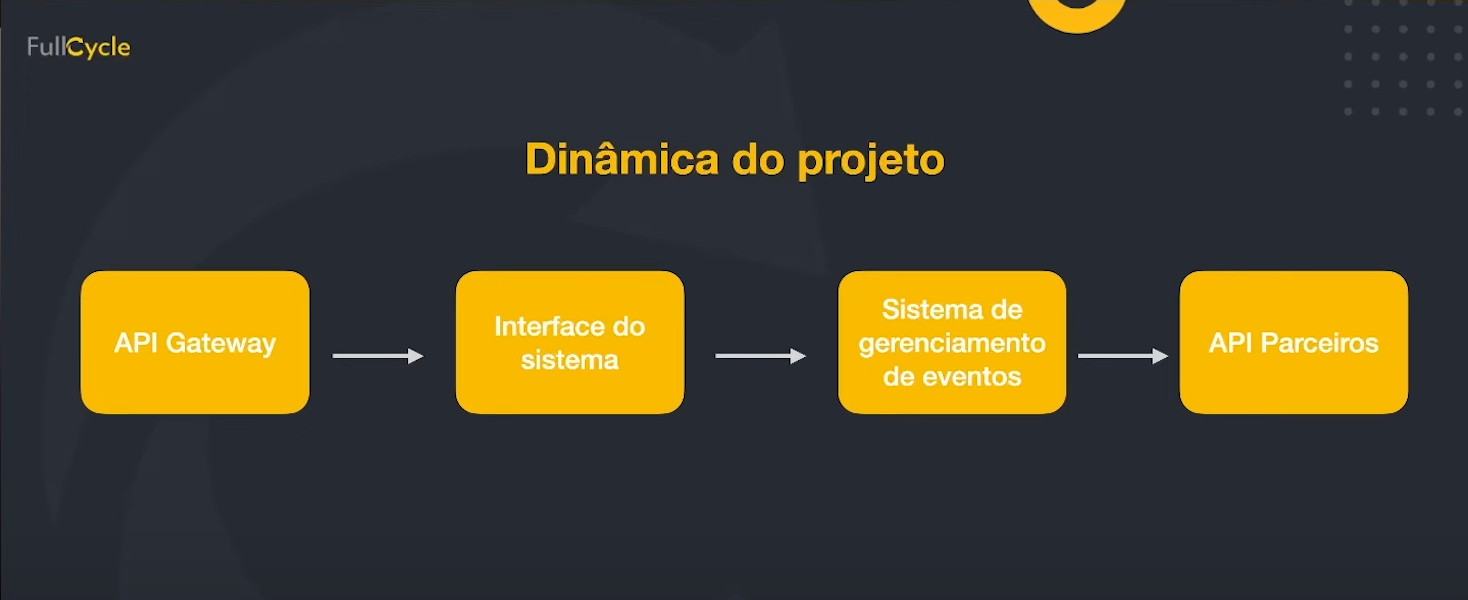 FullCycle
Dinâmica do projeto
API Gateway
Interface do
sistema
Sistema de
gerenciamento
de eventos
API Parceiros